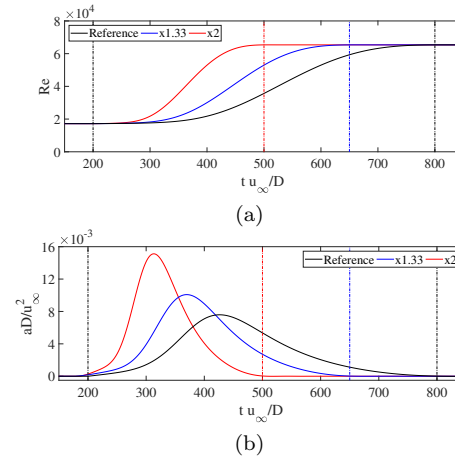 ×10⁴
Reference x1.33 x2
8
6
4
2
0
Re
200 300 400 500 600 700 800
t u∞/D
(a)
×10⁻³
Reference x1.33 x2
16
12
8
4
0
aD/u²∞
200 300 400 500 600 700 800
t u∞/D
(b)